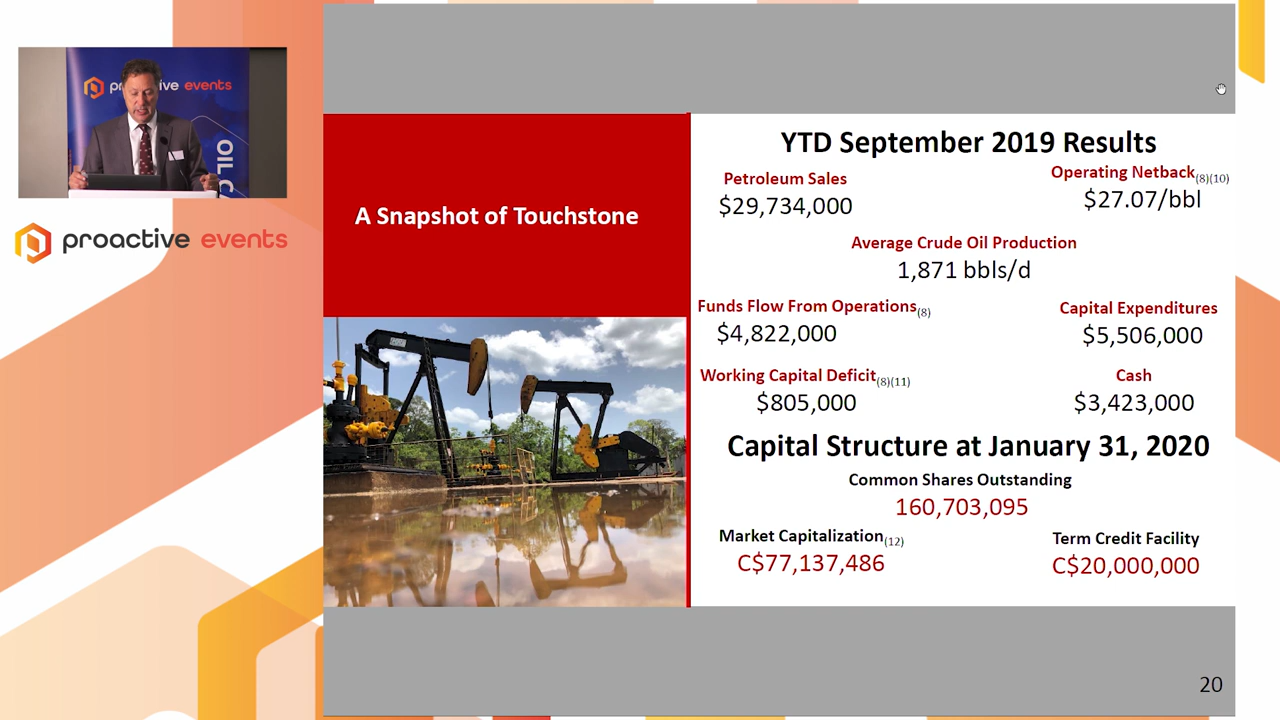 proactive events
OIL C
proactive events
A Snapshot of Touchstone
YTD September 2019 Results
Petroleum Sales
$29,734,000
Operating Netback(8)(10)
$27.07/bbl
Average Crude Oil Production
1,871 bbls/d
Funds Flow From Operations(8)
$4,822,000
Capital Expenditures
$5,506,000
Working Capital Deficit(8)(11)
$805,000
Cash
$3,423,000
Capital Structure at January 31, 2020
Common Shares Outstanding
160,703,095
Market Capitalization(12)
C$77,137,486
Term Credit Facility
C$20,000,000
20